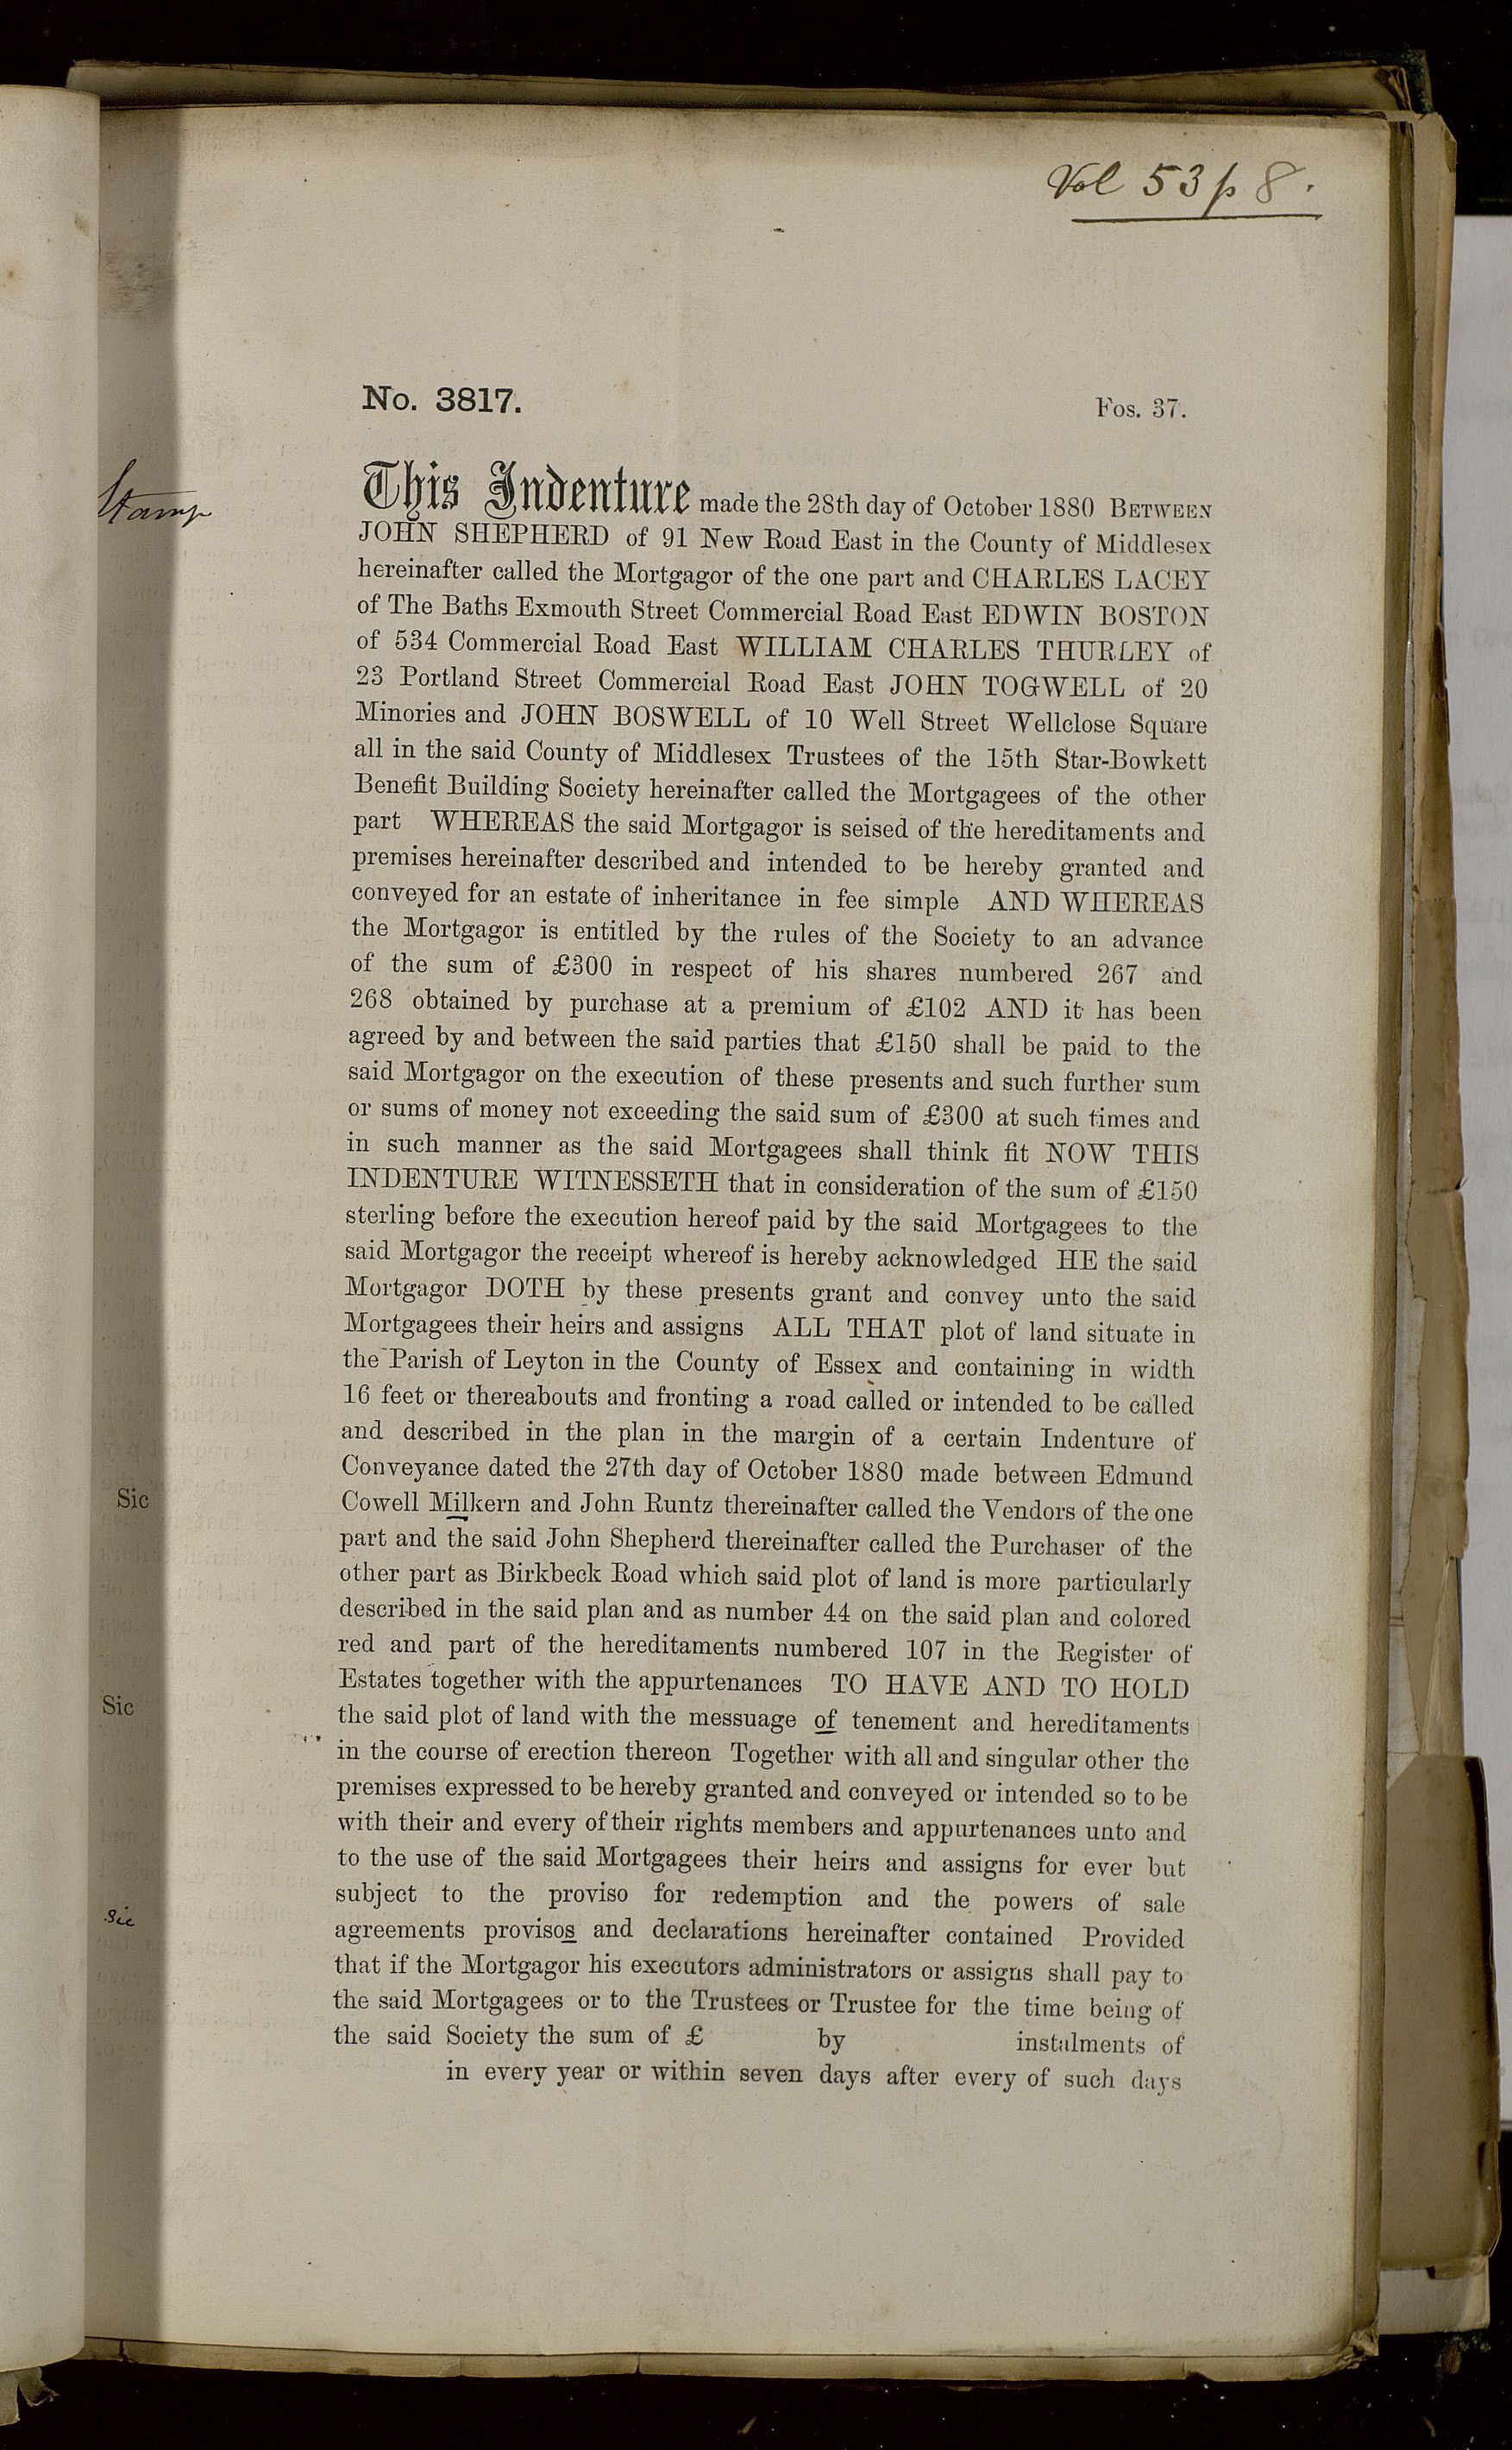 Vol 53 p 8.
No. 3817.
Fos. 37.
Stamp
This Indenture made the 28th day of October 1880 BETWEEN
JOHN SHEPHERD of 91 New Road East in the County of Middlesex
hereinafter called the Mortgagor of the one part and CHARLES LACEY
of The Baths Exmouth Street Commercial Road East EDWIN BOSTON
of 534 Commercial Road East WILLIAM CHARLES THURLEY of
23 Portland Street Commercial Road East JOHN TOGWELL of 20
Minories and JOHN BOSWELL of 10 Well Street Wellclose Square
all in the said County of Middlesex Trustees of the 15th Star-Bowkett
Benefit Building Society hereinafter called the Mortgagees of the other
part WHEREAS the said Mortgagor is seised of the hereditaments and
premises hereinafter described and intended to be hereby granted and
conveyed for an estate of inheritance in fee simple AND WHEREAS
the Mortgagor is entitled by the rules of the Society to an advance
of the sum of £300 in respect of his shares numbered 267 and
268 obtained by purchase at a premium of £102 AND it has been
agreed by and between the said parties that £150 shall be paid to the
said Mortgagor on the execution of these presents and such further sum
or sums of money not exceeding the said sum of £300 at such times and
in such manner as the said Mortgagees shall think fit NOW THIS
INDENTURE WITNESSETH that in consideration of the sum of £150
sterling before the execution hereof paid by the said Mortgagees to the
said Mortgagor the receipt whereof is hereby acknowledged HE the said
Mortgagor DOTH by these presents grant and convey unto the said
Mortgagees their heirs and assigns ALL THAT plot of land situate in
the Parish of Leyton in the County of Essex and containing in width
16 feet or thereabouts and fronting a road called or intended to be called
and described in the plan in the margin of a certain Indenture of
Conveyance dated the 27th day of October 1880 made between Edmund
Sic
Cowell Milkern and John Runtz thereinafter called the Vendors of the one
part and the said John Shepherd thereinafter called the Purchaser of the
other part as Birkbeck Road which said plot of land is more particularly
described in the said plan and as number 44 on the said plan and colored
red and part of the hereditaments numbered 107 in the Register of
Estates together with the appurtenances TO HAVE AND TO HOLD
Sic
the said plot of land with the messuage of tenement and hereditaments
in the course of erection thereon Together with all and singular other the
premises expressed to be hereby granted and conveyed or intended so to be
with their and every of their rights members and appurtenances unto and
to the use of the said Mortgagees their heirs and assigns for ever but
subject to the proviso for redemption and the powers of sale
Sic
agreements provisos and declarations hereinafter contained Provided
that if the Mortgagor his executors administrators or assigns shall pay to
the said Mortgagees or to the Trustees or Trustee for the time being of
the said Society the sum of £ by instalments of
in every year or within seven days after every of such days